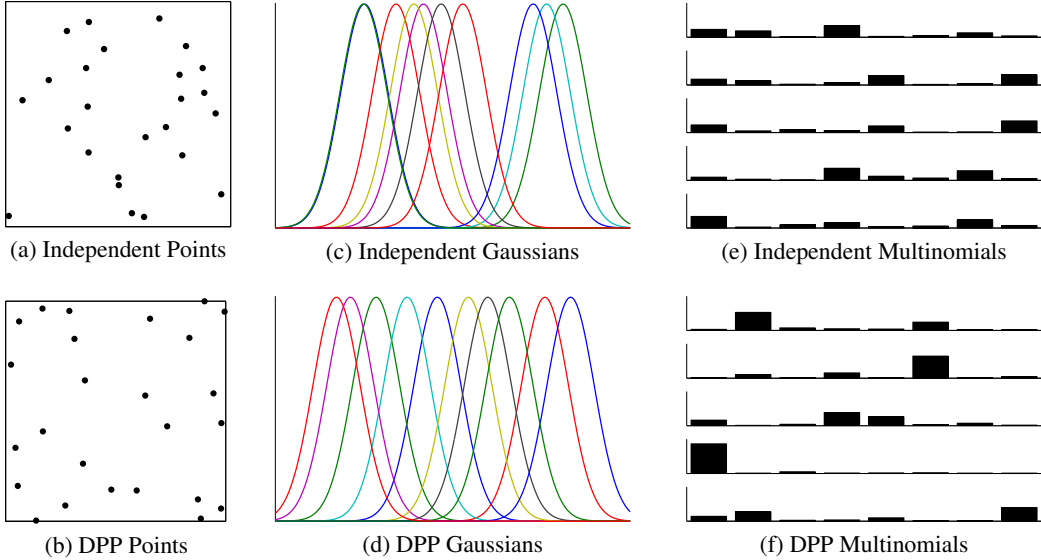 (a) Independent Points
(c) Independent Gaussians
(e) Independent Multinomials
(b) DPP Points
(d) DPP Gaussians
(f) DPP Multinomials